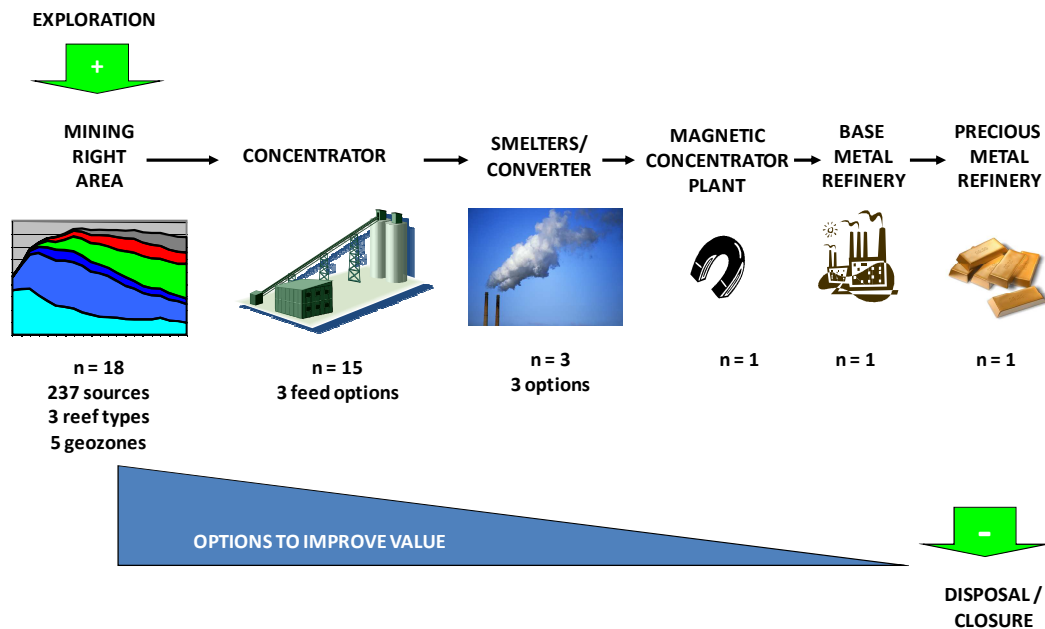 EXPLORATION
+
MINING
RIGHT
AREA
CONCENTRATOR
SMELTERS/
CONVERTER
MAGNETIC
CONCENTRATOR
PLANT
BASE
METAL
REFINERY
PRECIOUS
METAL
REFINERY
n = 18
237 sources
3 reef types
5 geozones
n = 15
3 feed options
n = 3
3 options
n = 1
n = 1
n = 1
OPTIONS TO IMPROVE VALUE
-
DISPOSAL /
CLOSURE